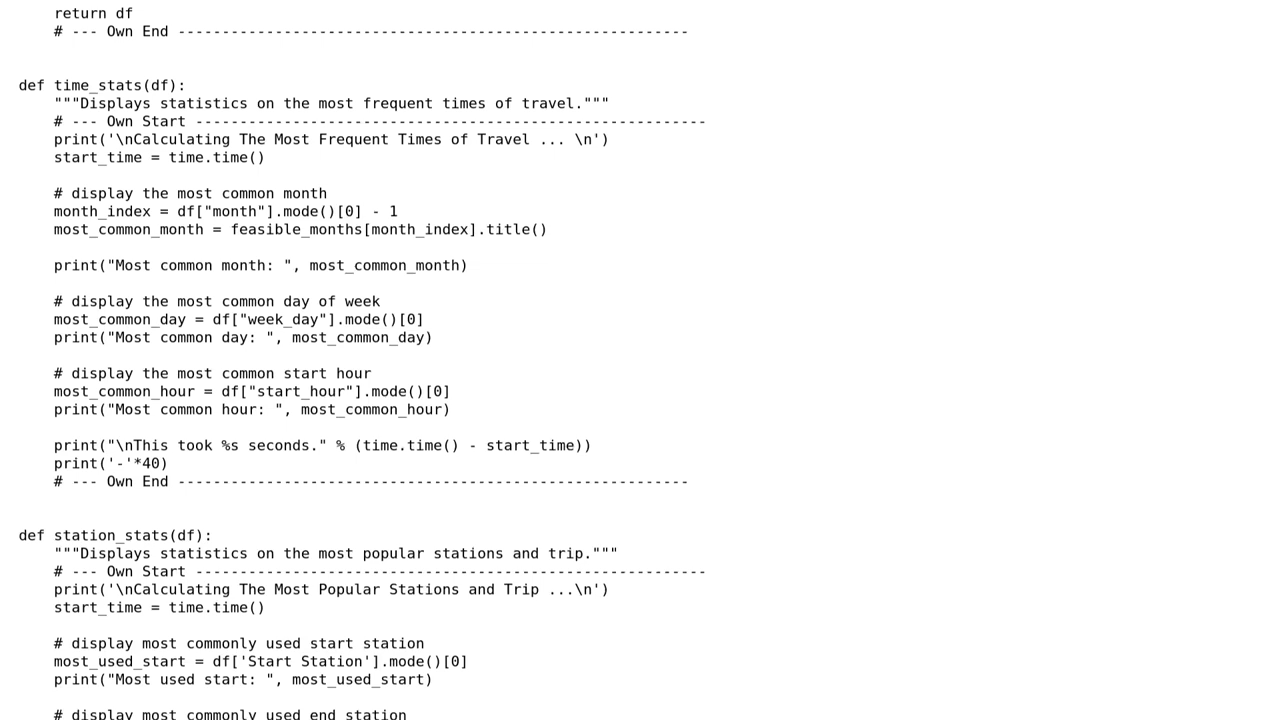 return df
    # --- Own End ----------------------------------------------------------
def time_stats(df):
    """Displays statistics on the most frequent times of travel."""
    # --- Own Start ----------------------------------------------------------
    print('\nCalculating The Most Frequent Times of Travel ... \n')
    start_time = time.time()
    # display the most common month
    month_index = df["month"].mode()[0] - 1
    most_common_month = feasible_months[month_index].title()
    print("Most common month: ", most_common_month)
    # display the most common day of week
    most_common_day = df["week_day"].mode()[0]
    print("Most common day: ", most_common_day)
    # display the most common start hour
    most_common_hour = df["start_hour"].mode()[0]
    print("Most common hour: ", most_common_hour)
    print("\nThis took %s seconds." % (time.time() - start_time))
    print('-'*40)
    # --- Own End ----------------------------------------------------------
def station_stats(df):
    """Displays statistics on the most popular stations and trip."""
    # --- Own Start ----------------------------------------------------------
    print('\nCalculating The Most Popular Stations and Trip ...\n')
    start_time = time.time()
    # display most commonly used start station
    most_used_start = df['Start Station'].mode()[0]
    print("Most used start: ", most_used_start)
    # display most commonly used end station